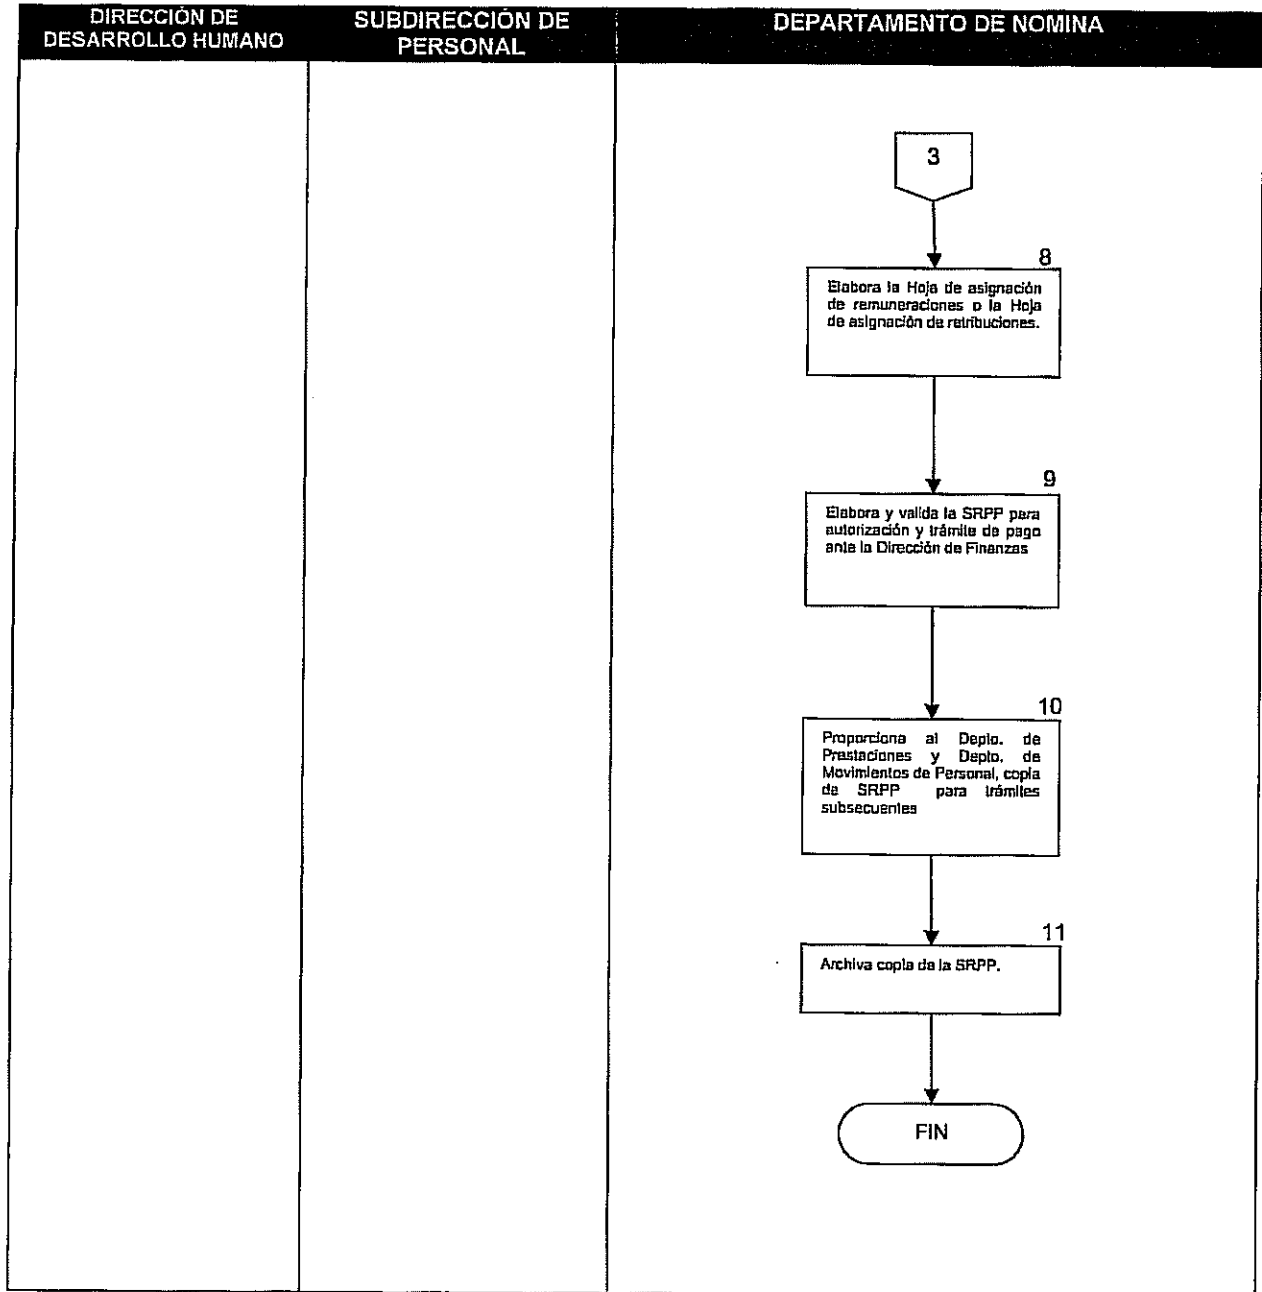 DIRECCIÓN DE
DESARROLLO HUMANO
SUBDIRECCIÓN DE
PERSONAL
DEPARTAMENTO DE NOMINA
3
8
Elabora la Hoja de asignación
de remuneraciones o la Hoja
de asignación de retribuciones.
9
Elabora y valida la SRPP para
autorización y trámite de pago
ante la Dirección de Finanzas
10
Proporciona al Depto. de
Prestaciones y Depto. de
Movimientos de Personal, copia
de SRPP para trámites
subsecuentes
11
Archiva copia de la SRPP.
FIN